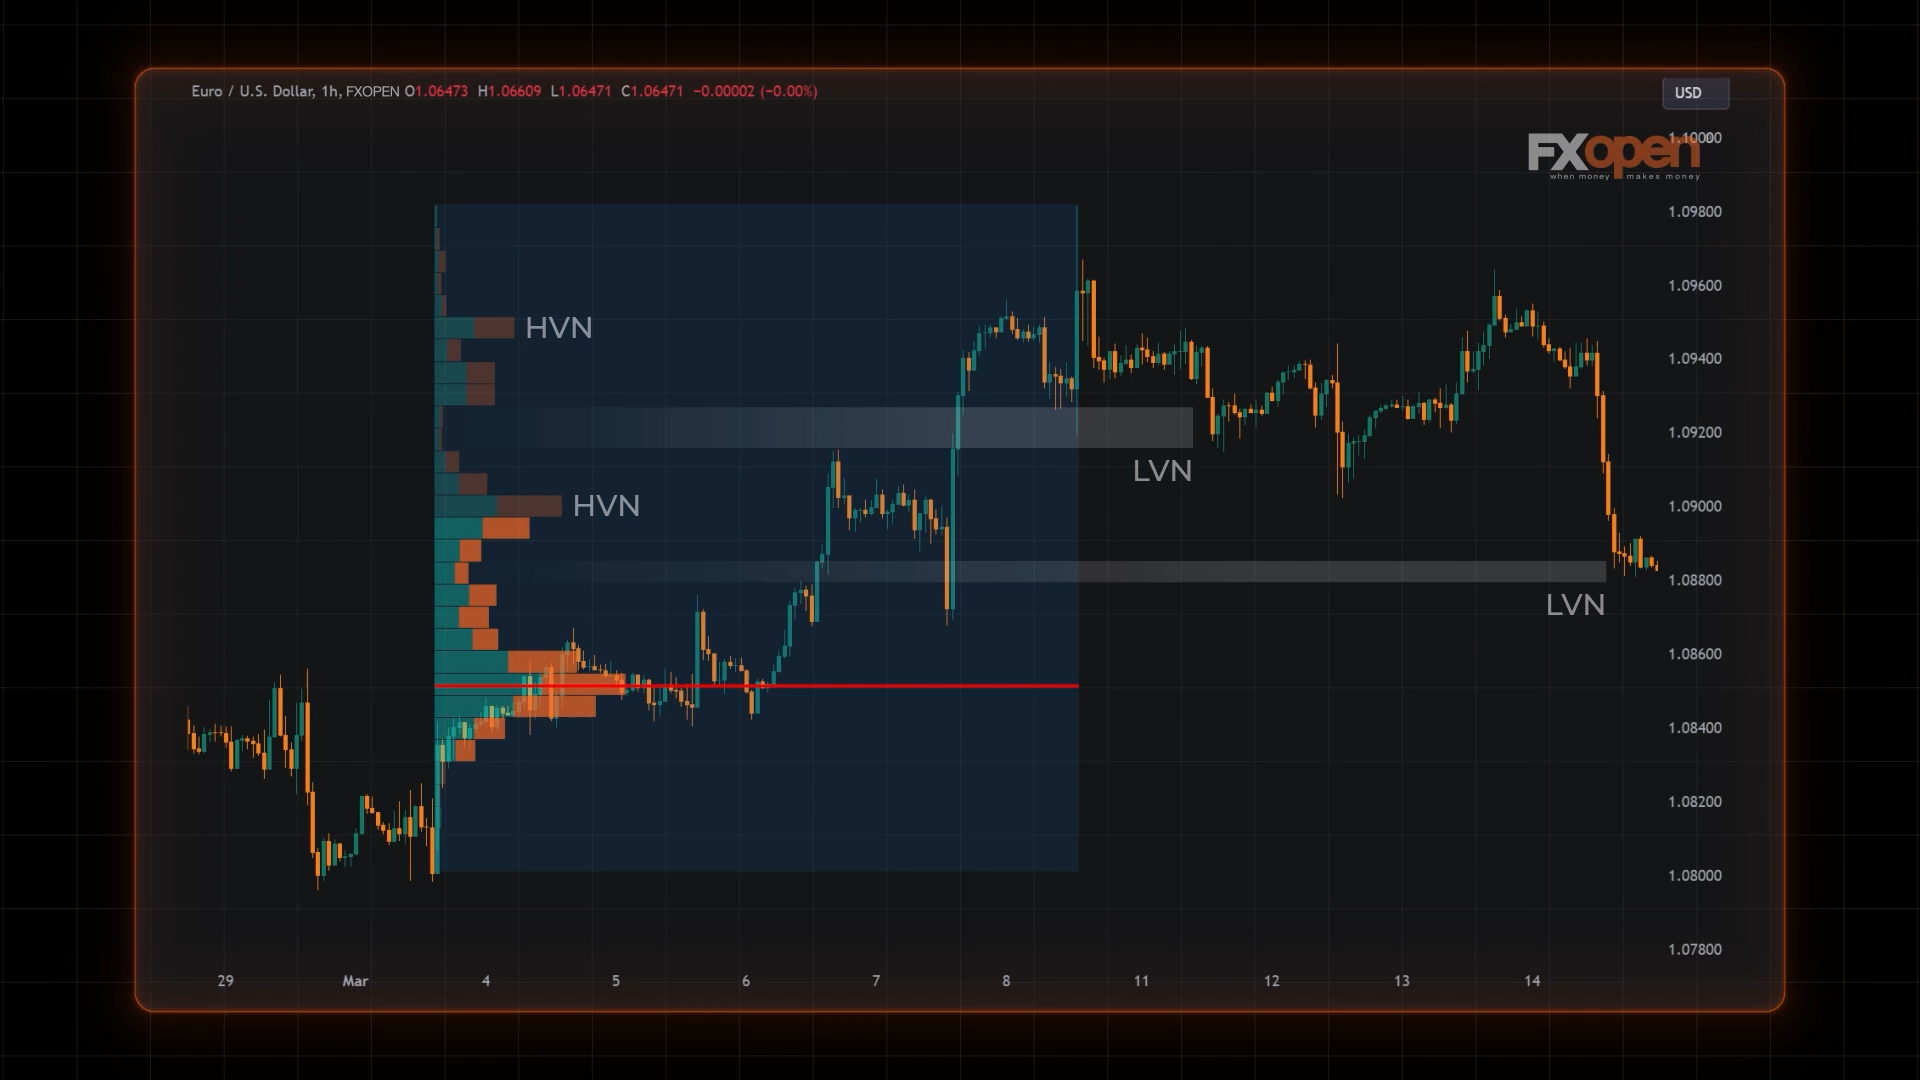 Euro / U.S. Dollar, 1h, FXOPEN O1.06473 H1.06609 L1.06471 C1.06471 −0.00002 (−0.00%)
USD
1.10000
FXopen
when money makes money
1.09800
1.09600
HVN
1.09400
1.09200
LVN
HVN
1.09000
1.08800
LVN
1.08600
1.08400
1.08200
1.08000
1.07800
29 Mar 4 5 6 7 8 11 12 13 14